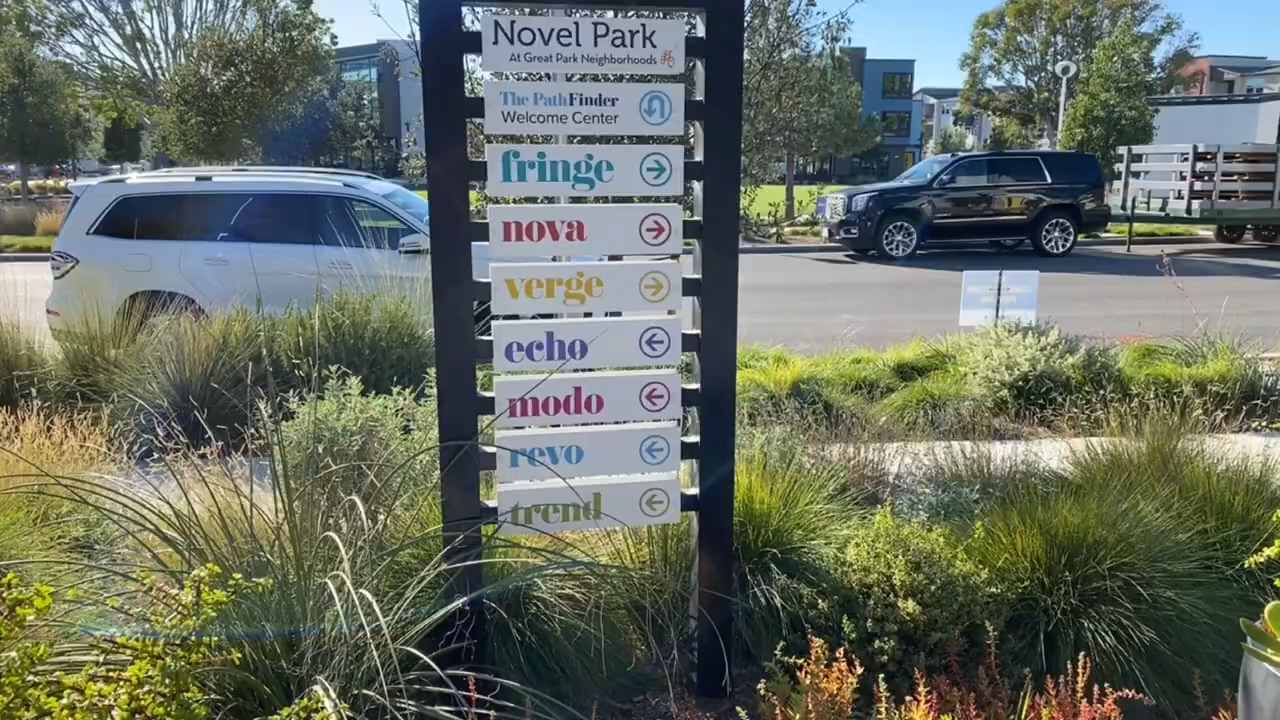 Novel Park
At Great Park Neighborhoods
The PathFinder
Welcome Center
fringe
nova
verge
echo
modo
revo
trend